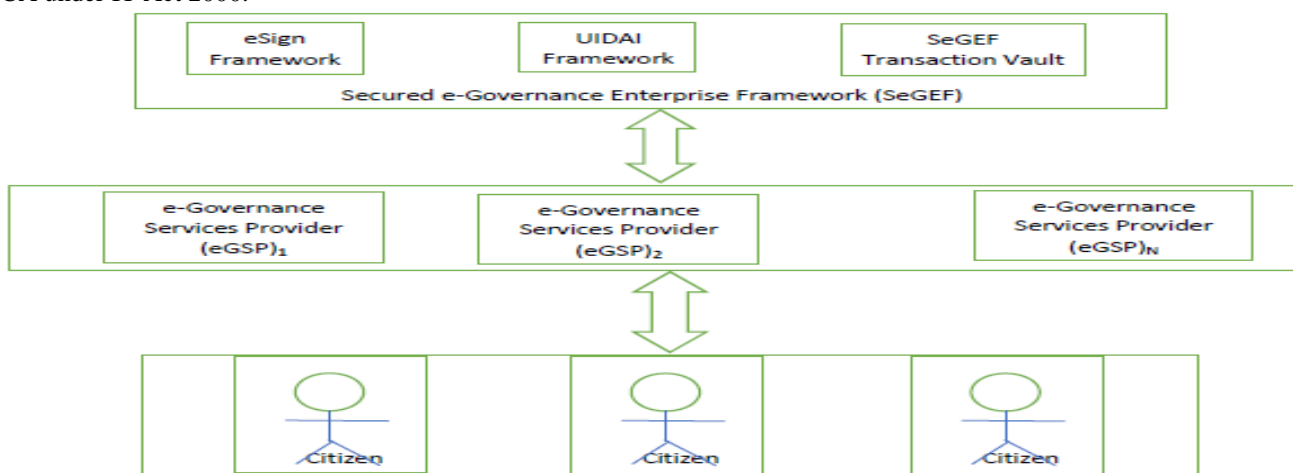 eSign
Framework
UIDAI
Framework
SeGEF
Transaction Vault
Secured e-Governance Enterprise Framework (SeGEF)
e-Governance
Services Provider
(eGSP)₁
e-Governance
Services Provider
(eGSP)₂
e-Governance
Services Provider
(eGSP)N
Citizen
Citizen
Citizen